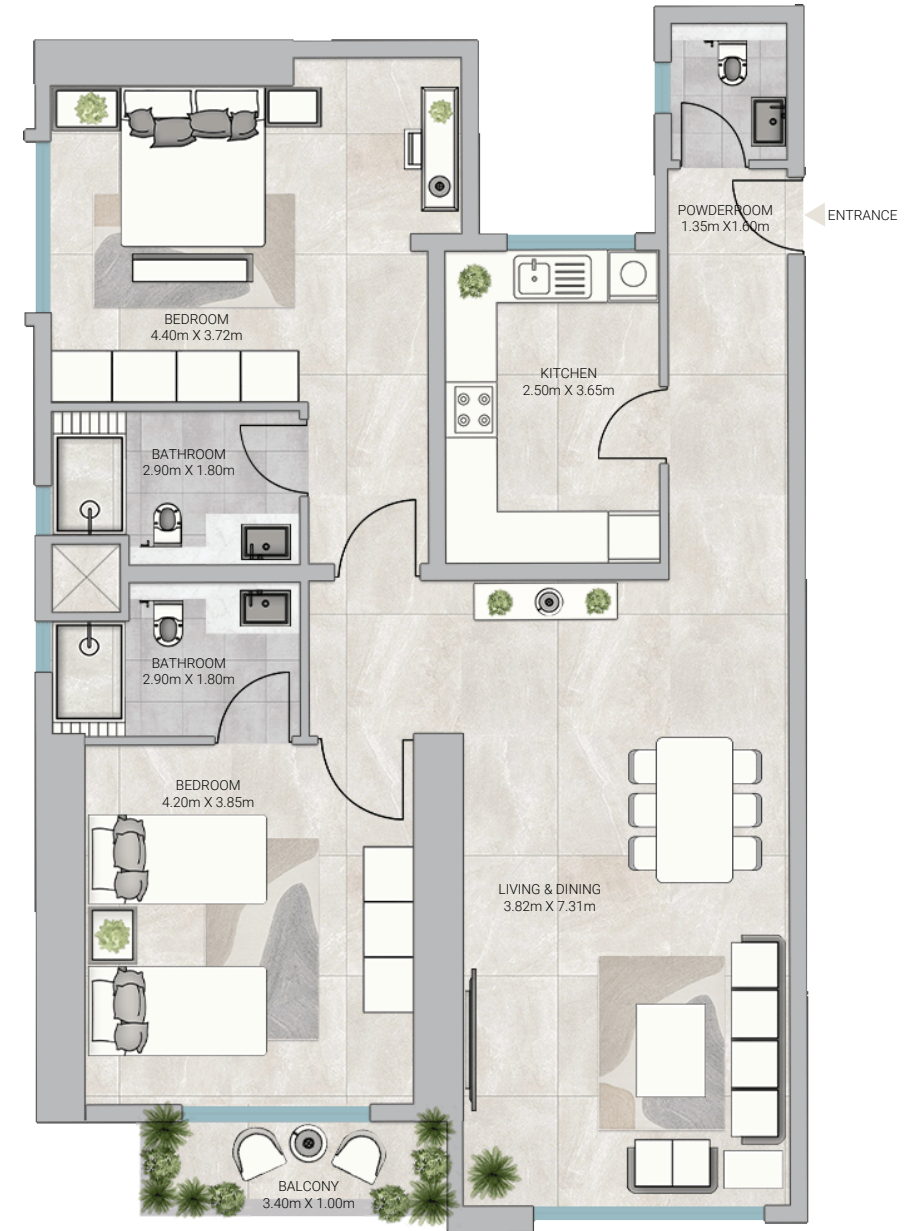 POWDERROOM
1.35m X1.60m
ENTRANCE
BEDROOM
4.40m X 3.72m
KITCHEN
2.50m X 3.65m
BATHROOM
2.90m X 1.80m
BATHROOM
2.90m X 1.80m
BEDROOM
4.20m X 3.85m
LIVING & DINING
3.82m X 7.31m
BALCONY
3.40m X 1.00m